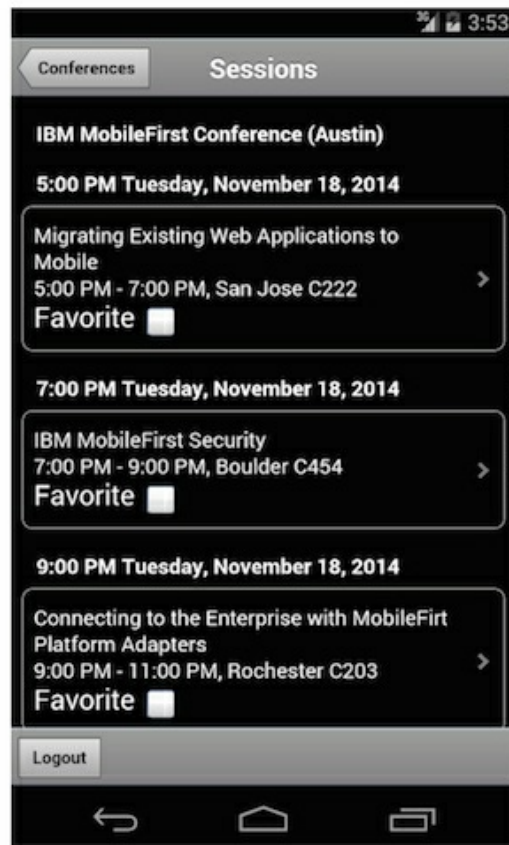 3G 3:53
Conferences
Sessions
IBM MobileFirst Conference (Austin)
5:00 PM Tuesday, November 18, 2014
Migrating Existing Web Applications to
Mobile
5:00 PM - 7:00 PM, San Jose C222
Favorite
7:00 PM Tuesday, November 18, 2014
IBM MobileFirst Security
7:00 PM - 9:00 PM, Boulder C454
Favorite
9:00 PM Tuesday, November 18, 2014
Connecting to the Enterprise with MobileFirt
Platform Adapters
9:00 PM - 11:00 PM, Rochester C203
Favorite
Logout